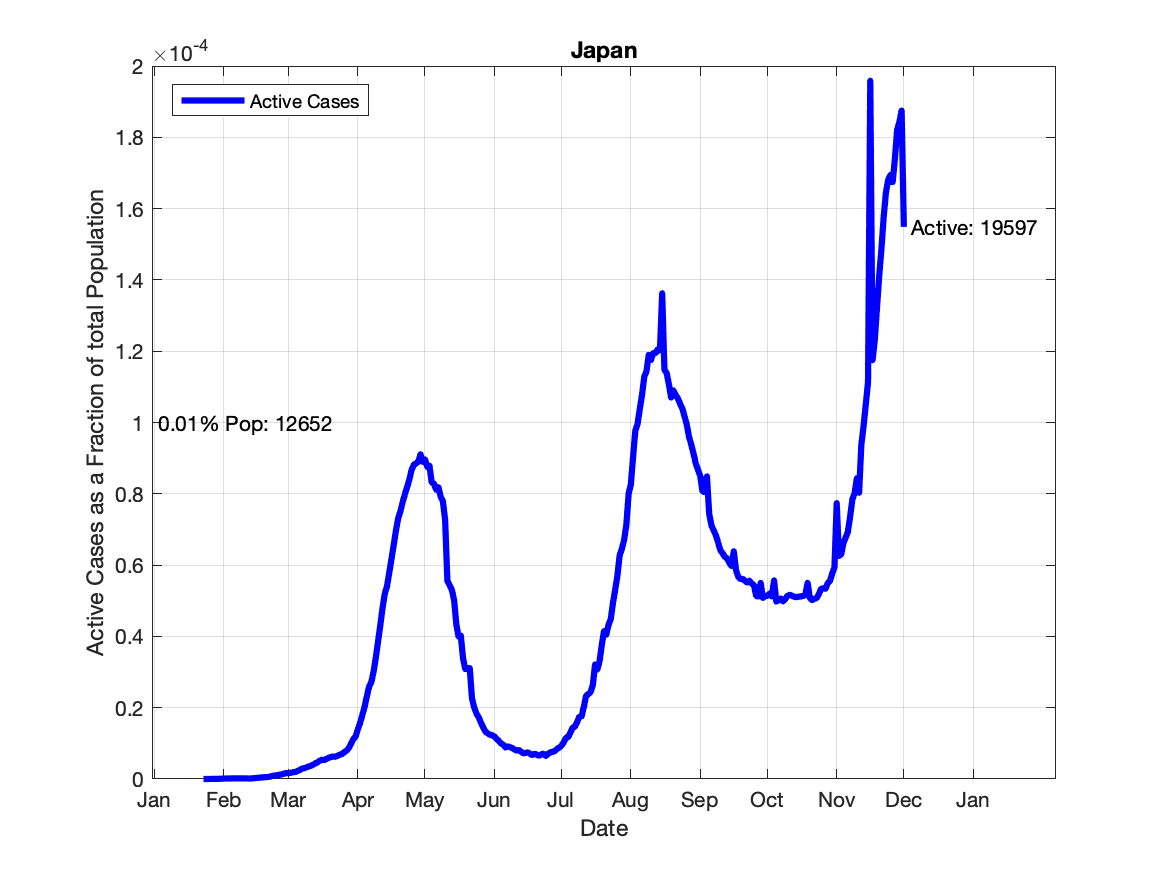 Japan
×10-4
Active Cases
2
1.8
1.6
1.4
1.2
1
0.8
0.6
0.4
0.2
0
Active Cases as a Fraction of total Population
0.01% Pop: 12652
Active: 19597
Jan Feb Mar Apr May Jun Jul Aug Sep Oct Nov Dec Jan
Date